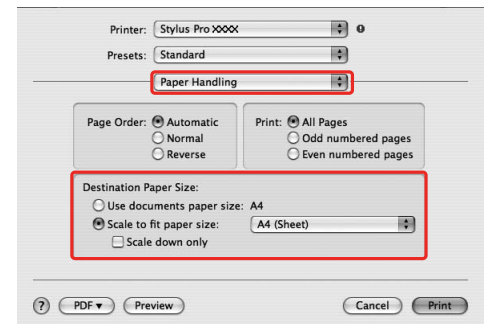 Printer: Stylus Pro XXXX
Presets: Standard
Paper Handling
Page Order: Automatic Print: All Pages
Normal Odd numbered pages
Reverse Even numbered pages
Destination Paper Size:
Use documents paper size: A4
Scale to fit paper size: A4 (Sheet)
Scale down only
? PDF ▼ Preview Cancel Print